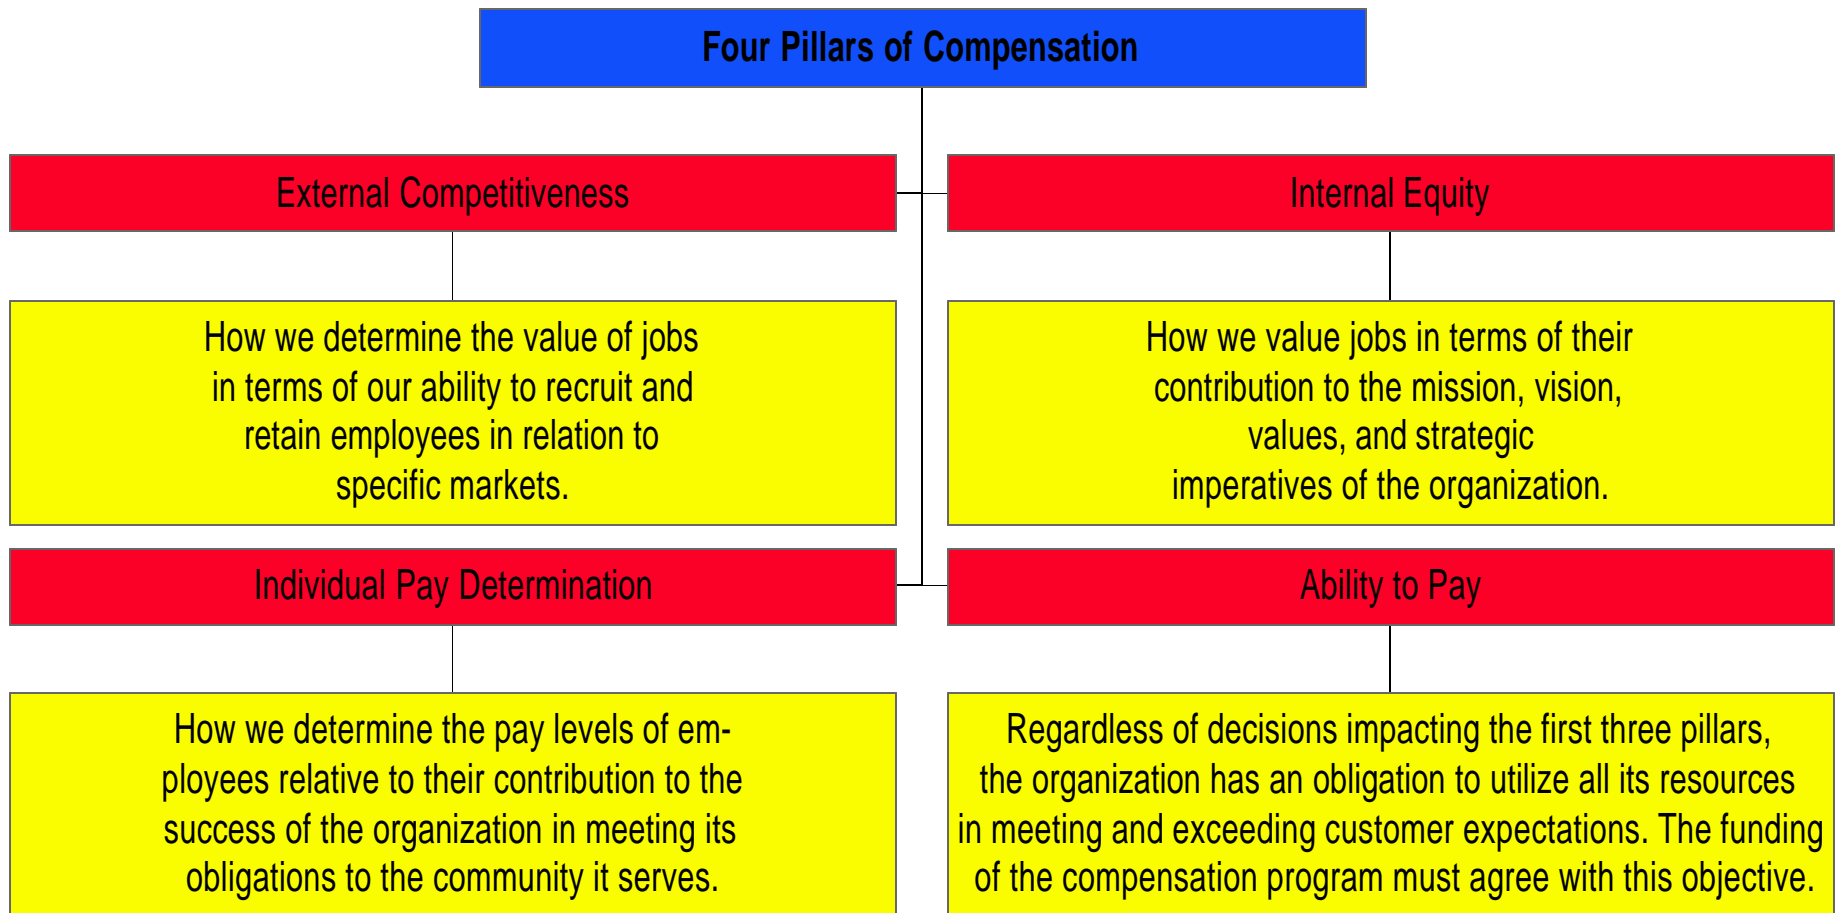 Four Pillars of Compensation
External Competitiveness
How we determine the value of jobs
in terms of our ability to recruit and
retain employees in relation to
specific markets.
Internal Equity
How we value jobs in terms of their
contribution to the mission, vision,
values, and strategic
imperatives of the organization.
Individual Pay Determination
How we determine the pay levels of em-
ployees relative to their contribution to the
success of the organization in meeting its
obligations to the community it serves.
Ability to Pay
Regardless of decisions impacting the first three pillars,
the organization has an obligation to utilize all its resources
in meeting and exceeding customer expectations. The funding
of the compensation program must agree with this objective.